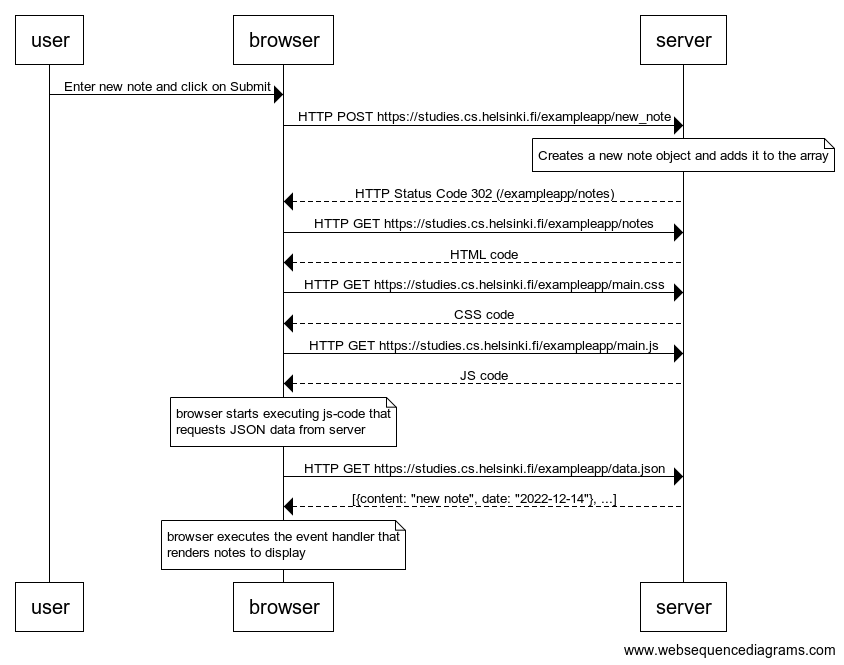 user
browser
server
Enter new note and click on Submit
HTTP POST https://studies.cs.helsinki.fi/exampleapp/new_note
Creates a new note object and adds it to the array
HTTP Status Code 302 (/exampleapp/notes)
HTTP GET https://studies.cs.helsinki.fi/exampleapp/notes
HTML code
HTTP GET https://studies.cs.helsinki.fi/exampleapp/main.css
CSS code
HTTP GET https://studies.cs.helsinki.fi/exampleapp/main.js
JS code
browser starts executing js-code that
requests JSON data from server
HTTP GET https://studies.cs.helsinki.fi/exampleapp/data.json
[{content: "new note", date: "2022-12-14"}, ...]
browser executes the event handler that
renders notes to display
user
browser
server
www.websequencediagrams.com